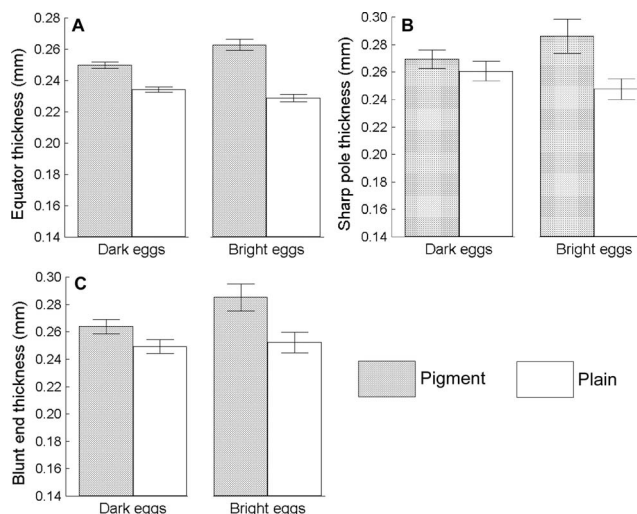 A
Equator thickness (mm)
0.28
0.26
0.24
0.22
0.20
0.18
0.16
0.14
Dark eggs
Bright eggs
B
Sharp pole thickness (mm)
0.30
0.28
0.26
0.24
0.22
0.20
0.18
0.16
0.14
Dark eggs
Bright eggs
C
Blunt end thickness (mm)
0.30
0.28
0.26
0.24
0.22
0.20
0.18
0.16
0.14
Dark eggs
Bright eggs
Pigment
Plain